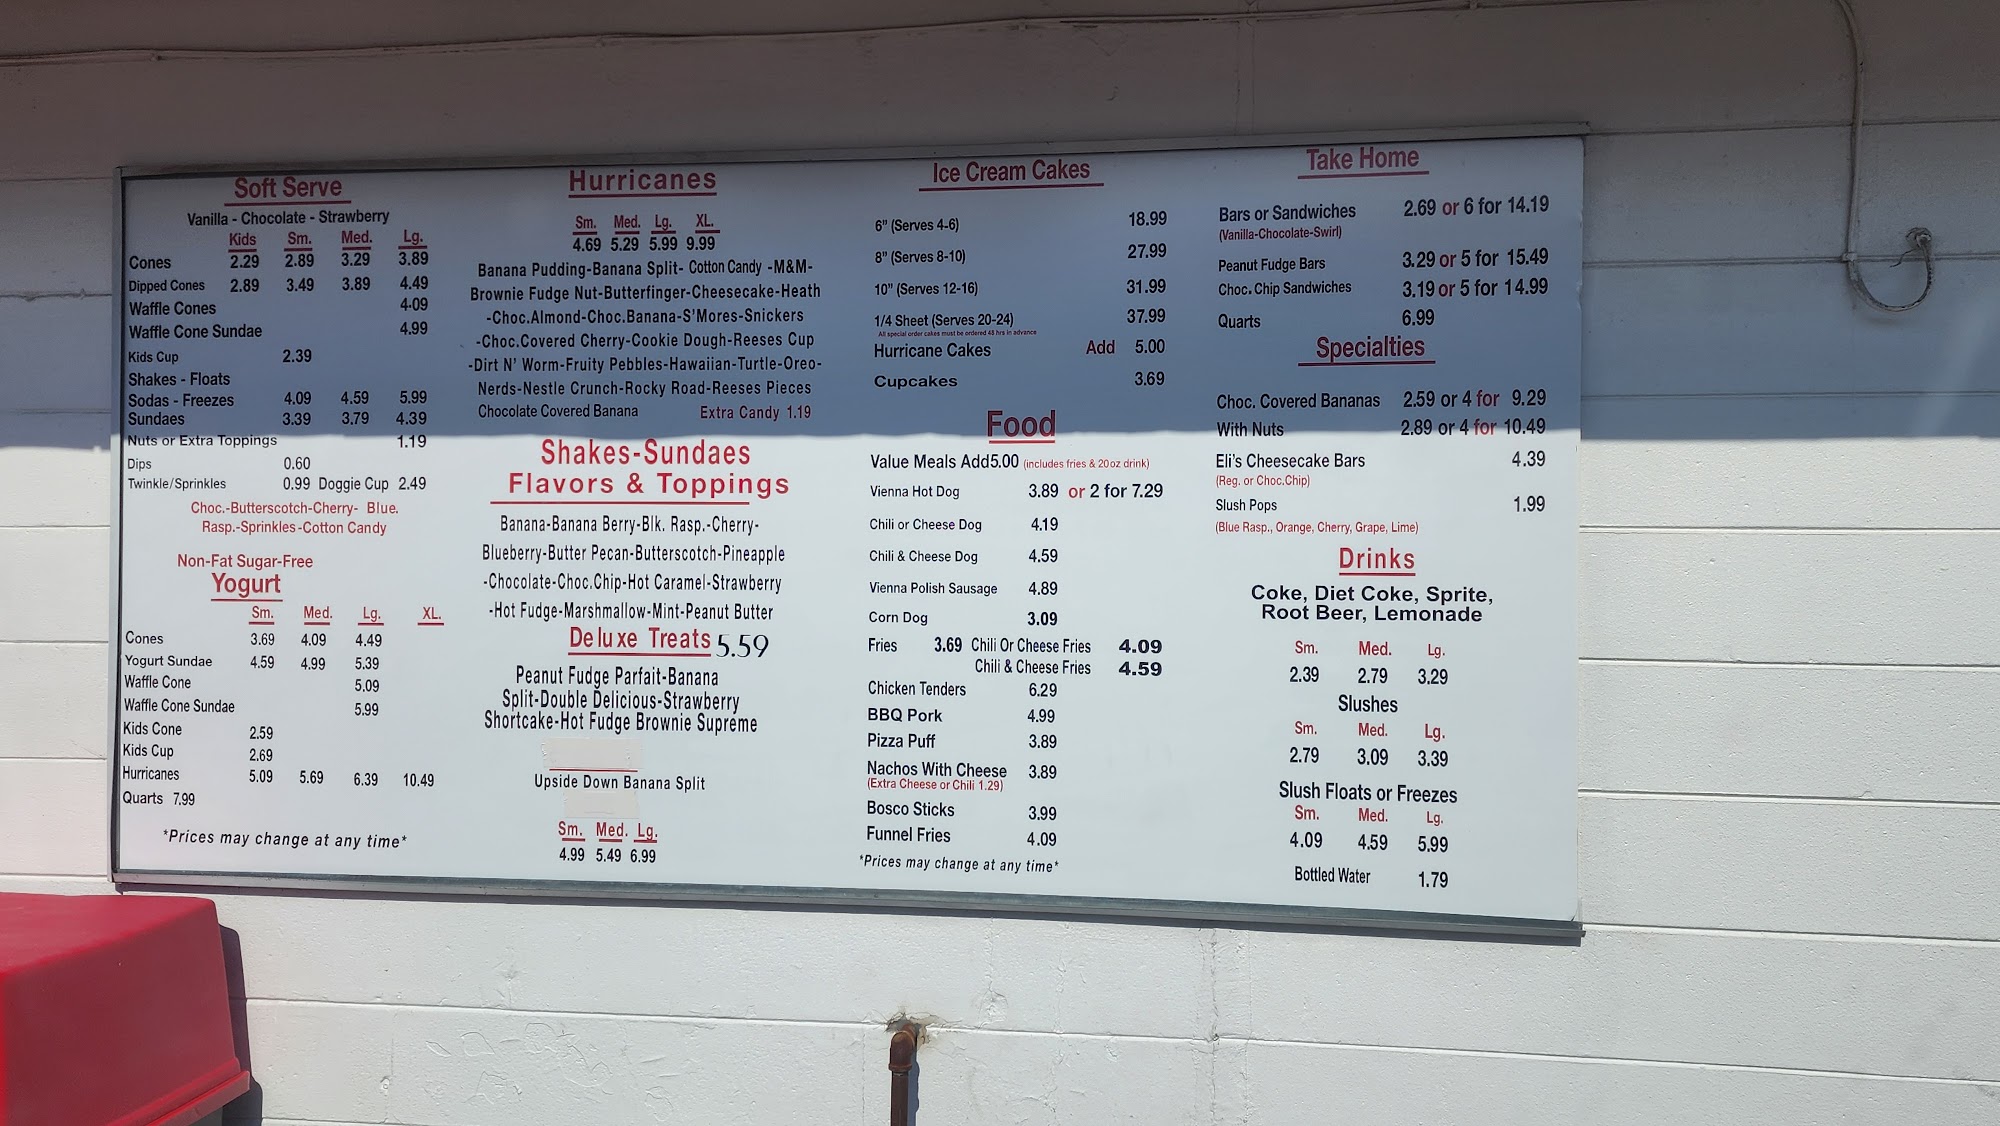 Soft Serve
Vanilla - Chocolate - Strawberry
Kids Sm. Med. Lg.
Cones 2.29 2.89 3.29 3.89
Dipped Cones 2.89 3.49 3.89 4.49
Waffle Cones 4.09
Waffle Cone Sundae 4.99
Kids Cup 2.39
Shakes - Floats
Sodas - Freezes 4.09 4.59 5.99
Sundaes 3.39 3.79 4.39
Nuts or Extra Toppings 1.19
Dips 0.60
Twinkle/Sprinkles 0.99 Doggie Cup 2.49
Choc.-Butterscotch-Cherry- Blue.
Rasp.-Sprinkles-Cotton Candy
Non-Fat Sugar-Free
Yogurt
Sm. Med. Lg. XL.
Cones 3.69 4.09 4.49
Yogurt Sundae 4.59 4.99 5.39
Waffle Cone 5.09
Waffle Cone Sundae 5.99
Kids Cone 2.59
Kids Cup 2.69
Hurricanes 5.09 5.69 6.39 10.49
Quarts 7.99
*Prices may change at any time*
Hurricanes
Sm. Med. Lg. XL.
4.69 5.29 5.99 9.99
Banana Pudding-Banana Split- Cotton Candy -M&M-
Brownie Fudge Nut-Butterfinger-Cheesecake-Heath
-Choc.Almond-Choc.Banana-S'Mores-Snickers
-Choc.Covered Cherry-Cookie Dough-Reeses Cup
-Dirt N' Worm-Fruity Pebbles-Hawaiian-Turtle-Oreo-
Nerds-Nestle Crunch-Rocky Road-Reeses Pieces
Chocolate Covered Banana Extra Candy 1.19
Shakes-Sundaes
Flavors & Toppings
Banana-Banana Berry-Blk. Rasp.-Cherry-
Blueberry-Butter Pecan-Butterscotch-Pineapple
-Chocolate-Choc.Chip-Hot Caramel-Strawberry
-Hot Fudge-Marshmallow-Mint-Peanut Butter
Deluxe Treats 5.59
Peanut Fudge Parfait-Banana
Split-Double Delicious-Strawberry
Shortcake-Hot Fudge Brownie Supreme
Upside Down Banana Split
Sm. Med. Lg.
4.99 5.49 6.99
Ice Cream Cakes
6" (Serves 4-6) 18.99
8" (Serves 8-10) 27.99
10" (Serves 12-16) 31.99
1/4 Sheet (Serves 20-24) 37.99
All special order cakes must be ordered 48 hrs in advance
Hurricane Cakes Add 5.00
Cupcakes 3.69
Food
Value Meals Add5.00 (includes fries & 20oz drink)
Vienna Hot Dog 3.89 or 2 for 7.29
Chili or Cheese Dog 4.19
Chili & Cheese Dog 4.59
Vienna Polish Sausage 4.89
Corn Dog 3.09
Fries 3.69 Chili Or Cheese Fries 4.09
Chili & Cheese Fries 4.59
Chicken Tenders 6.29
BBQ Pork 4.99
Pizza Puff 3.89
Nachos With Cheese 3.89
(Extra Cheese or Chili 1.29)
Bosco Sticks 3.99
Funnel Fries 4.09
*Prices may change at any time*
Take Home
Bars or Sandwiches 2.69 or 6 for 14.19
(Vanilla-Chocolate-Swirl)
Peanut Fudge Bars 3.29 or 5 for 15.49
Choc. Chip Sandwiches 3.19 or 5 for 14.99
Quarts 6.99
Specialties
Choc. Covered Bananas 2.59 or 4 for 9.29
With Nuts 2.89 or 4 for 10.49
Eli's Cheesecake Bars 4.39
(Reg. or Choc.Chip)
Slush Pops 1.99
(Blue Rasp., Orange, Cherry, Grape, Lime)
Drinks
Coke, Diet Coke, Sprite,
Root Beer, Lemonade
Sm. Med. Lg.
2.39 2.79 3.29
Slushes
Sm. Med. Lg.
2.79 3.09 3.39
Slush Floats or Freezes
Sm. Med. Lg.
4.09 4.59 5.99
Bottled Water 1.79